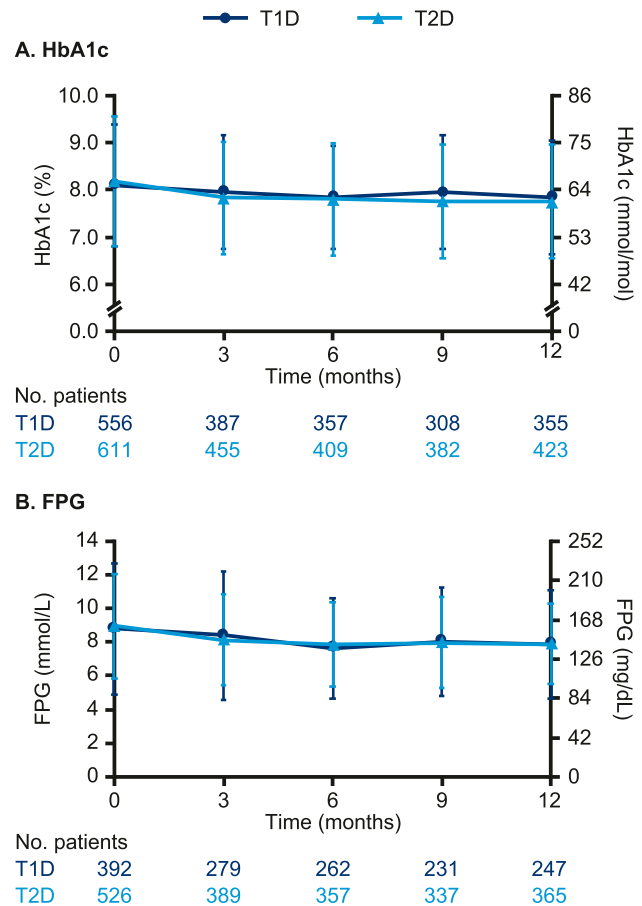 T1D T2D
A. HbA1c
10.0 86
9.0 75
8.0 64
7.0 53
6.0 42
0.0 0
HbA1c (%)
HbA1c (mmol/mol)
0 3 6 9 12
Time (months)
No. patients
T1D 556 387 357 308 355
T2D 611 455 409 382 423
B. FPG
14 252
12 210
10 168
8 126
6 84
4 42
2 0
0
FPG (mmol/L)
FPG (mg/dL)
0 3 6 9 12
Time (months)
No. patients
T1D 392 279 262 231 247
T2D 526 389 357 337 365